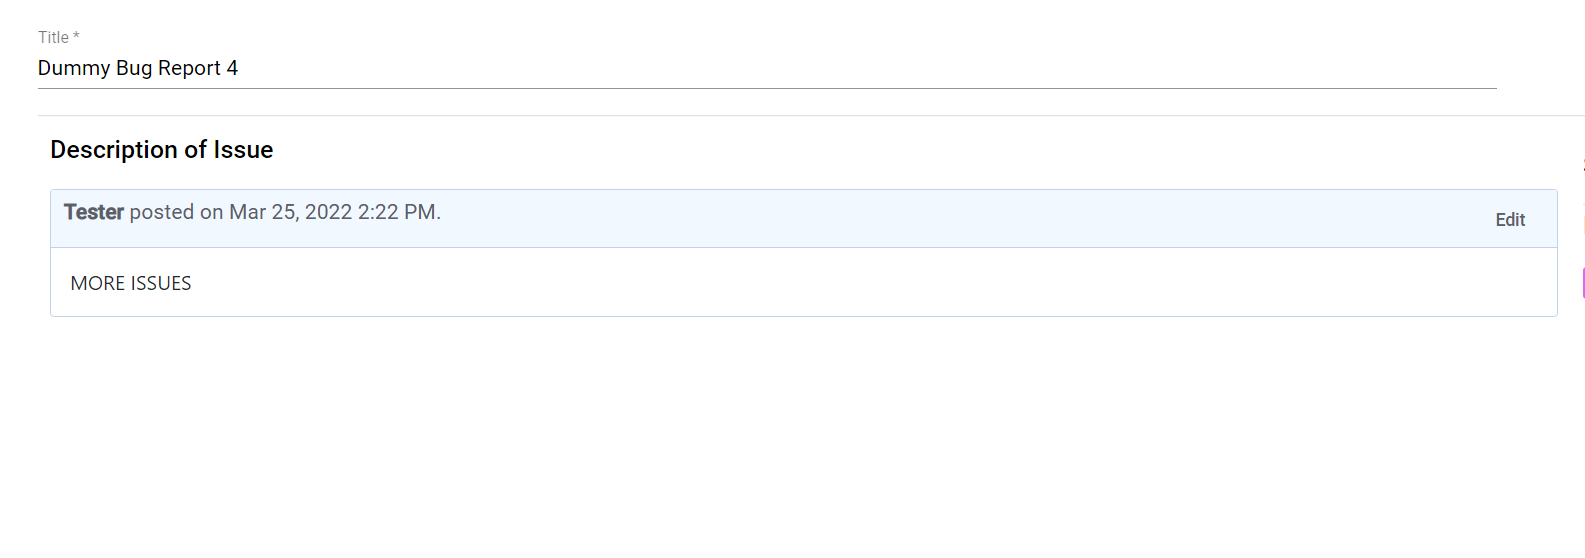 Title *
Dummy Bug Report 4
Description of Issue
Tester posted on Mar 25, 2022 2:22 PM.
Edit
MORE ISSUES